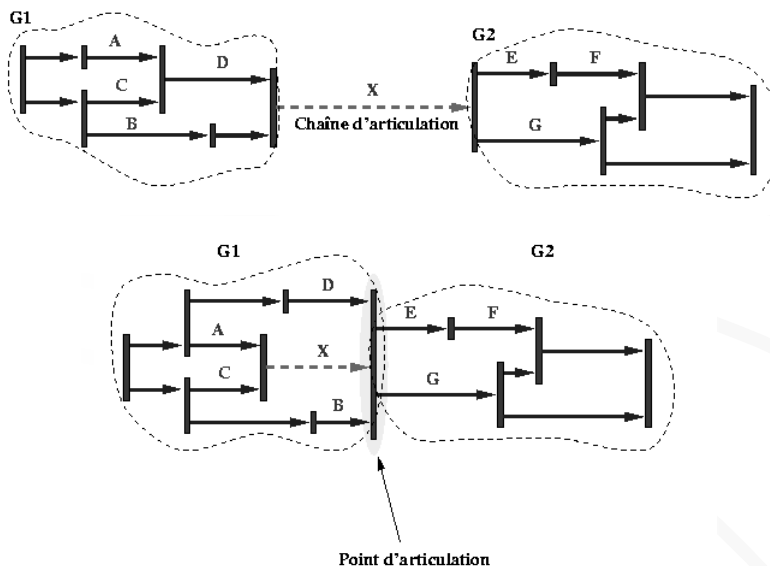 G1
G2
A
D
E
F
X
C
Chaîne d'articulation
B
G
G1
G2
D
E
F
A
X
C
G
B
Point d'articulation